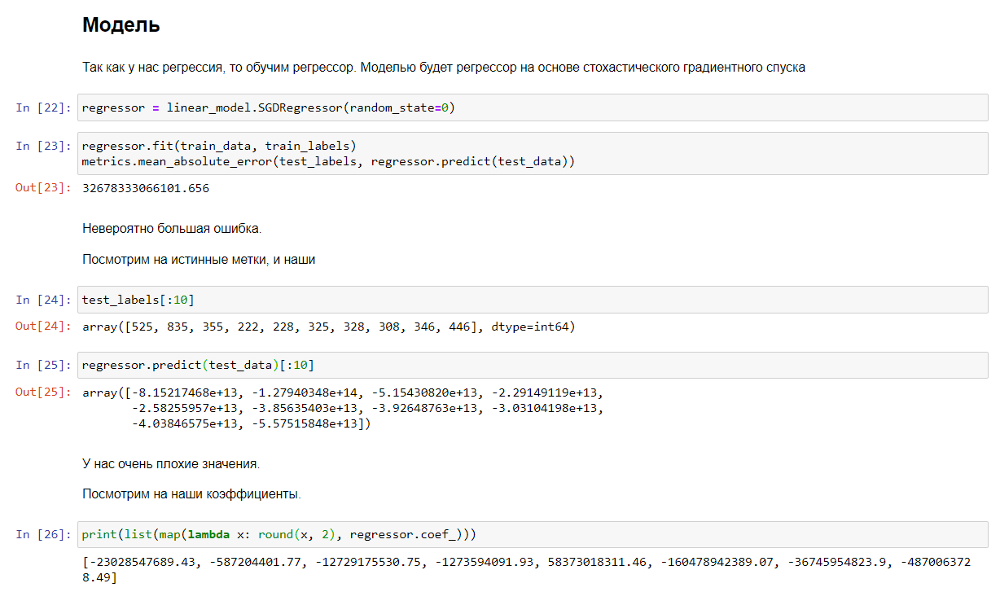 Модель
Так как у нас регрессия, то обучим регрессор. Моделью будет регрессор на основе стохастического градиентного спуска
In [22]: regressor = linear_model.SGDRegressor(random_state=0)
In [23]: regressor.fit(train_data, train_labels)
metrics.mean_absolute_error(test_labels, regressor.predict(test_data))
Out[23]: 32678333066101.656
Невероятно большая ошибка.
Посмотрим на истинные метки, и наши
In [24]: test_labels[:10]
Out[24]: array([525, 835, 355, 222, 228, 325, 328, 308, 346, 446], dtype=int64)
In [25]: regressor.predict(test_data)[:10]
Out[25]: array([-8.15217468e+13, -1.27940348e+14, -5.15430820e+13, -2.29149119e+13,
-2.58255957e+13, -3.85635403e+13, -3.92648763e+13, -3.03104198e+13,
-4.03846575e+13, -5.57515848e+13])
У нас очень плохие значения.
Посмотрим на наши коэффициенты.
In [26]: print(list(map(lambda x: round(x, 2), regressor.coef_)))
[-23028547689.43, -587204401.77, -12729175530.75, -1273594091.93, 58373018311.46, -160478942389.07, -36745954823.9, -487006372
8.49]